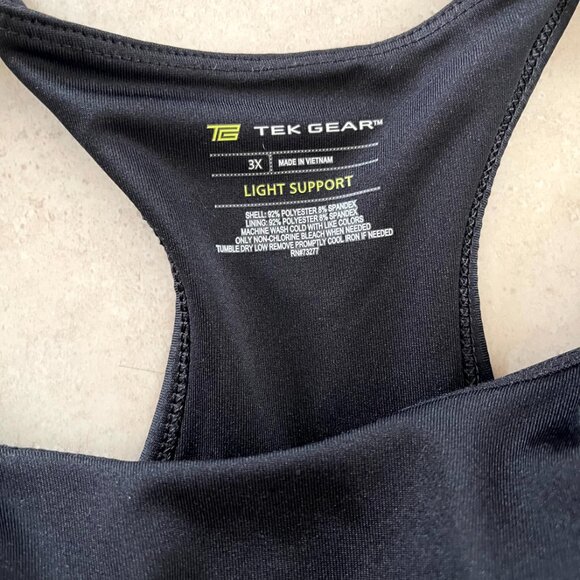 TEK GEAR™
3X MADE IN VIETNAM
LIGHT SUPPORT
SHELL: 92% POLYESTER 8% SPANDEX
LINING: 92% POLYESTER 8% SPANDEX
MACHINE WASH COLD WITH LIKE COLORS
ONLY NON-CHLORINE BLEACH WHEN NEEDED
TUMBLE DRY LOW REMOVE PROMPTLY COOL IRON IF NEEDED
RN#73277